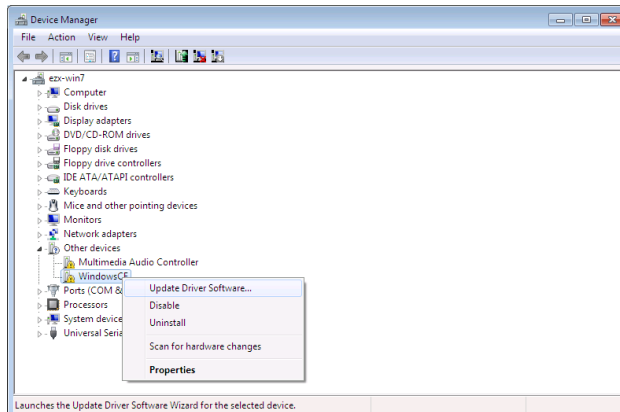 Device Manager
File Action View Help
ezx-win7
Computer
Disk drives
Display adapters
DVD/CD-ROM drives
Floppy disk drives
Floppy drive controllers
IDE ATA/ATAPI controllers
Keyboards
Mice and other pointing devices
Monitors
Network adapters
Other devices
Multimedia Audio Controller
WindowsCE
Ports (COM &
Processors
System device
Universal Seria
Update Driver Software...
Disable
Uninstall
Scan for hardware changes
Properties
Launches the Update Driver Software Wizard for the selected device.